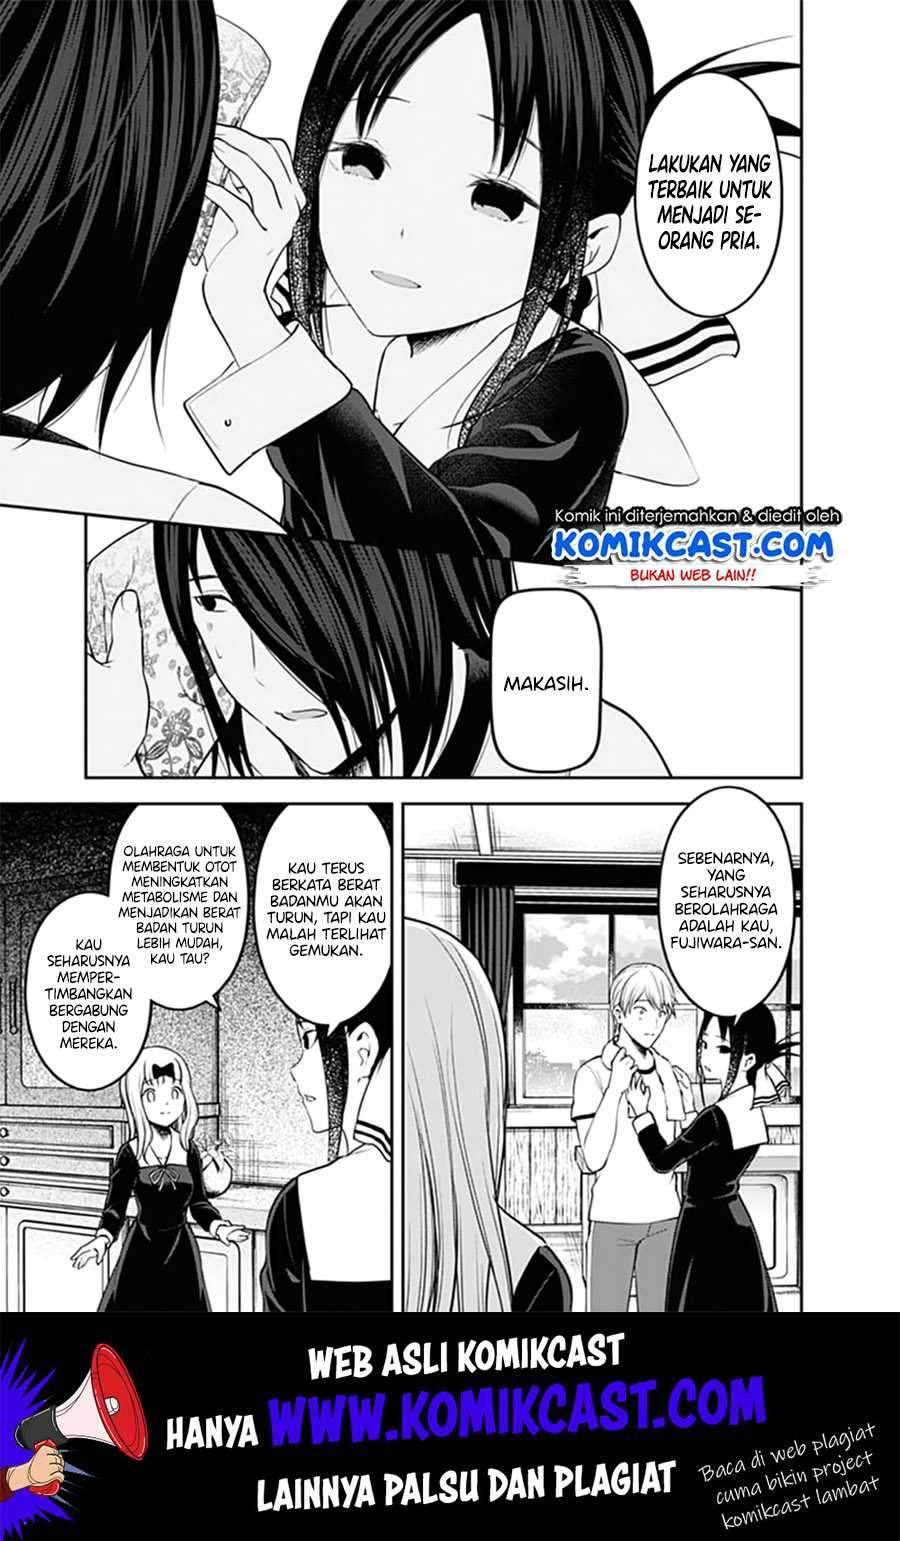 LAKUKAN YANG
TERBAIK UNTUK
MENJADI SE-
ORANG PRIA.
Komik ini diterjemahkan & diedit oleh
KOMIKCAST.COM
BUKAN WEB LAIN!!
MAKASIH.
SEBENARNYA,
YANG
SEHARUSNYA
BEROLAHRAGA
ADALAH KAU,
FUJIWARA-SAN.
KAU TERUS
BERKATA BERAT
BADANMU AKAN
TURUN, TAPI KAU
MALAH TERLIHAT
GEMUKAN.
OLAHRAGA UNTUK
MEMBENTUK OTOT
MENINGKATKAN
METABOLISME DAN
MENJADIKAN BERAT
BADAN TURUN
LEBIH MUDAH,
KAU TAU?
KAU
SEHARUSNYA
MEMPER-
TIMBANGKAN
BERGABUNG
DENGAN
MEREKA.
WEB ASLI KOMIKCAST
HANYA WWW.KOMIKCAST.COM
LAINNYA PALSU DAN PLAGIAT
Baca di web plagiat
cuma bikin project
komikcast lambat